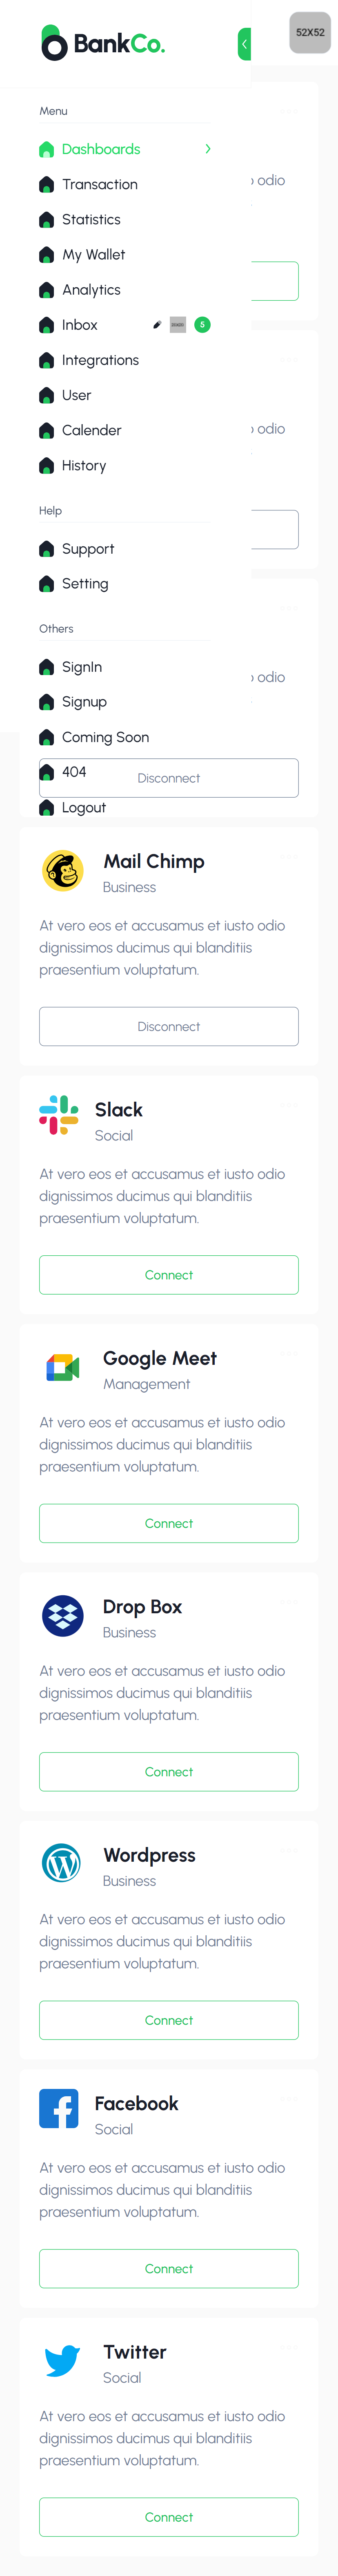 BankCo.
52X52
Menu
Dashboards
Transaction
Statistics
My Wallet
Analytics
Inbox
5
Integrations
User
Calender
History
Help
Support
Setting
Others
SignIn
Signup
Coming Soon
404
Logout
odio
odio
odio
Disconnect
Mail Chimp
Business
At vero eos et accusamus et iusto odio
dignissimos ducimus qui blanditiis
praesentium voluptatum.
Disconnect
Slack
Social
At vero eos et accusamus et iusto odio
dignissimos ducimus qui blanditiis
praesentium voluptatum.
Connect
Google Meet
Management
At vero eos et accusamus et iusto odio
dignissimos ducimus qui blanditiis
praesentium voluptatum.
Connect
Drop Box
Business
At vero eos et accusamus et iusto odio
dignissimos ducimus qui blanditiis
praesentium voluptatum.
Connect
Wordpress
Business
At vero eos et accusamus et iusto odio
dignissimos ducimus qui blanditiis
praesentium voluptatum.
Connect
Facebook
Social
At vero eos et accusamus et iusto odio
dignissimos ducimus qui blanditiis
praesentium voluptatum.
Connect
Twitter
Social
At vero eos et accusamus et iusto odio
dignissimos ducimus qui blanditiis
praesentium voluptatum.
Connect